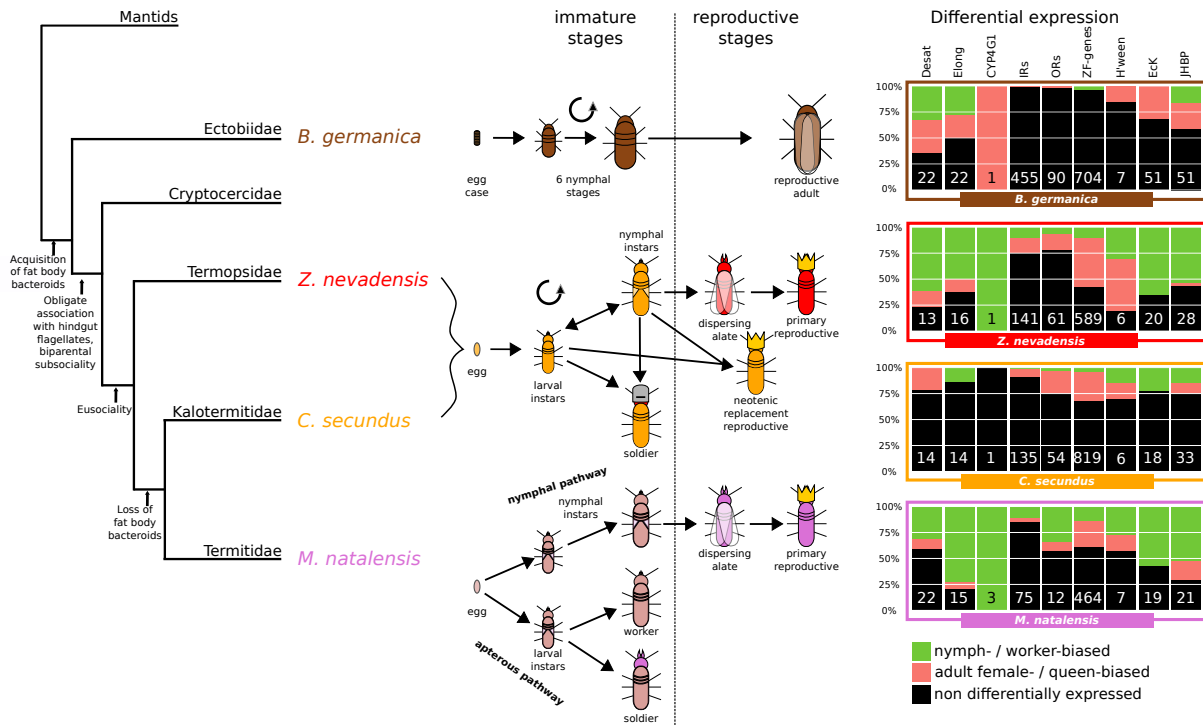 immature
stages
reproductive
stages
Differential expression
Desat
Elong
CYP4G1
IRs
ORs
ZF-genes
H'ween
EcK
JHBP
Mantids
Ectobiidae
B. germanica
egg
case
6 nymphal
stages
reproductive
adult
100%
75%
50%
25%
0%
22 22 1 455 90 704 7 51 51
B. germanica
Cryptocercidae
Acquisition
of fat body
bacteroids
Obligate
association
with hindgut
flagellates,
biparental
subsociality
Termopsidae
Z. nevadensis
nymphal
instars
dispersing
alate
primary
reproductive
egg
larval
instars
neotenic
replacement
reproductive
soldier
100%
75%
50%
25%
0%
13 16 1 141 61 589 6 20 28
Z. nevadensis
Eusociality
Kalotermitidae
C. secundus
100%
75%
50%
25%
0%
14 14 1 135 54 819 6 18 33
C. secundus
Loss of
fat body
bacteroids
Termitidae
M. natalensis
nymphal pathway
nymphal
instars
dispersing
alate
primary
reproductive
egg
worker
larval
instars
apterous pathway
soldier
100%
75%
50%
25%
0%
22 15 3 75 12 464 7 19 21
M. natalensis
nymph- / worker-biased
adult female- / queen-biased
non differentially expressed